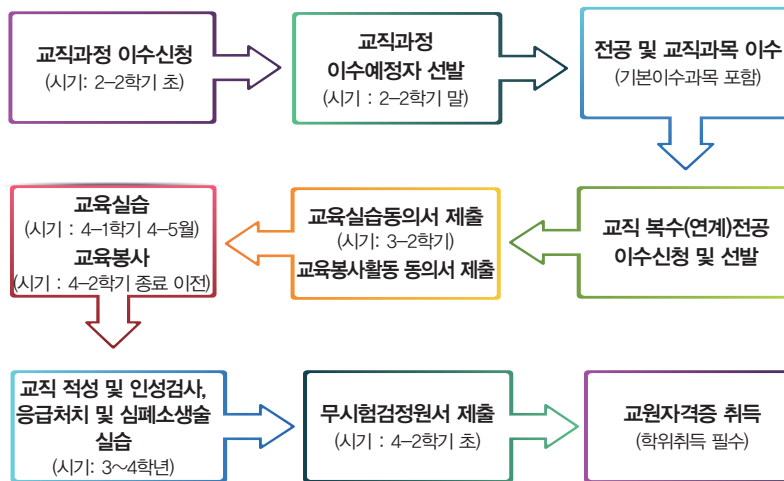 교직과정 이수신청
(시기: 2-2학기 초)
교직과정
이수예정자 선발
(시기 : 2-2학기 말)
전공 및 교직과목 이수
(기본이수과목 포함)
교직 복수(연계)전공
이수신청 및 선발
교육실습동의서 제출
(시기: 3-2학기)
교육봉사활동 동의서 제출
교육실습
(시기 : 4-1학기 4-5월)
교육봉사
(시기 : 4-2학기 종료 이전)
교직 적성 및 인성검사,
응급처치 및 심폐소생술
실습
(시기: 3~4학년)
무시험검정원서 제출
(시기 : 4-2학기 초)
교원자격증 취득
(학위취득 필수)